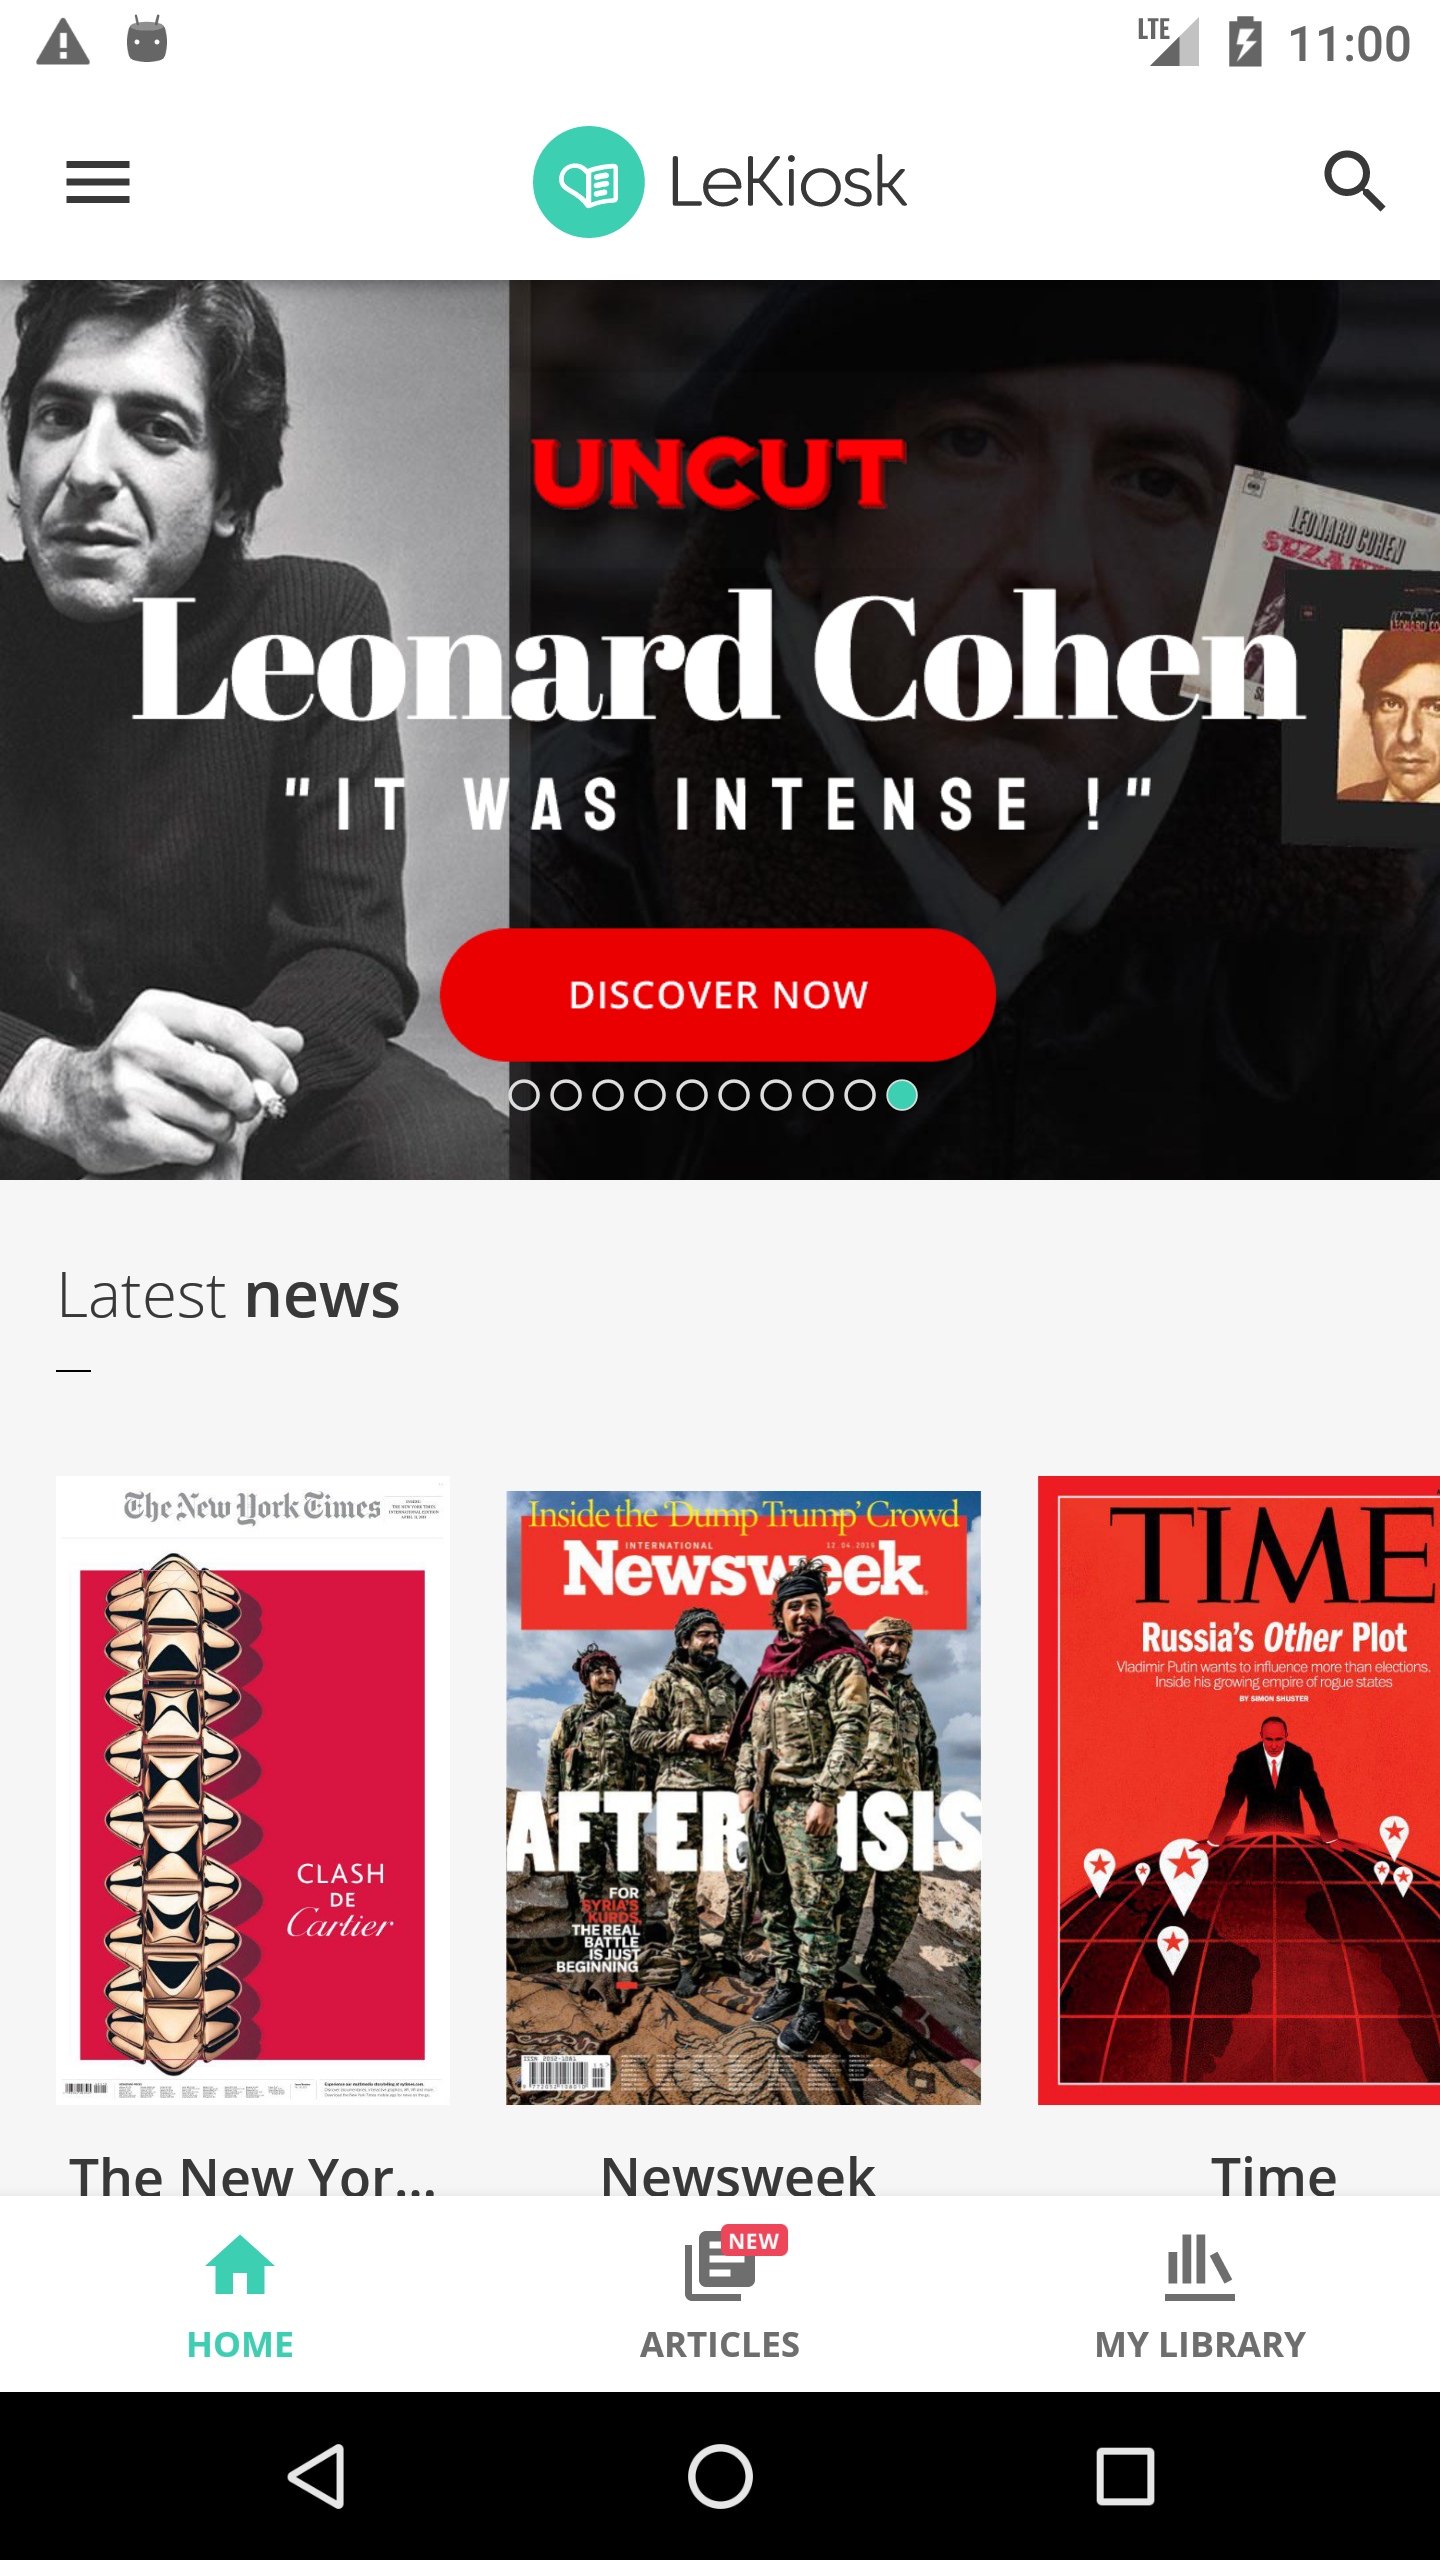 LTE 11:00
LeKiosk
UNCUT
LEONARD COHEN
Leonard Cohen
"IT WAS INTENSE !"
DISCOVER NOW
Latest news
The New York Times
CLASH
DE
Cartier
Inside the 'Dump Trump' Crowd
INTERNATIONAL 12.04.2019
Newsweek
AFTER ISIS
FOR
SYRIA'S
KURDS,
THE REAL
BATTLE
IS JUST
BEGINNING
TIME
Russia's Other Plot
Vladimir Putin wants to influence more than elections.
Inside his growing empire of rogue states
BY SIMON SHUSTER
The New Yor...
Newsweek
Time
NEW
HOME
ARTICLES
MY LIBRARY